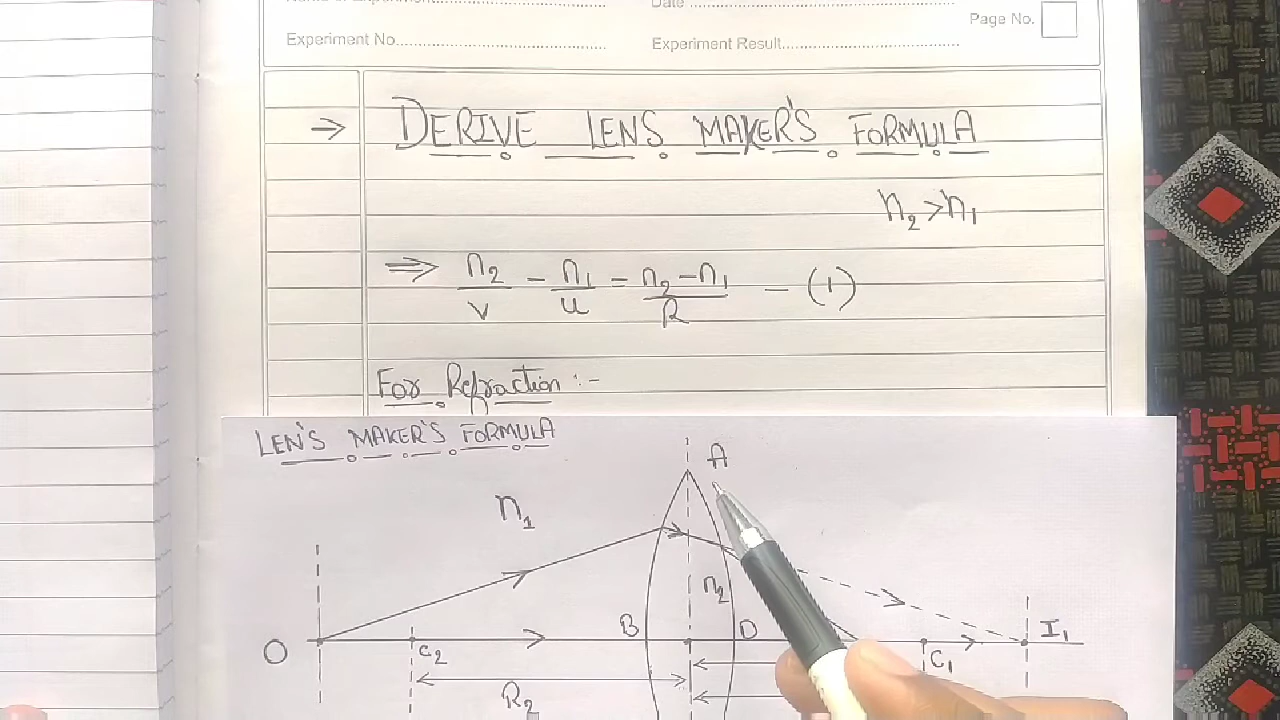 Date
Page No.
Experiment No.
Experiment Result.
⇒ DERIVE LENS MAKER'S FORMULA
n₂>n₁
⇒ n₂/v - n₁/u = n₂-n₁/R - (1)
For Refraction :-
LEN'S MAKER'S FORMULA
A
n₁
n₂
O C₂ B D C₁ I₁
R₂